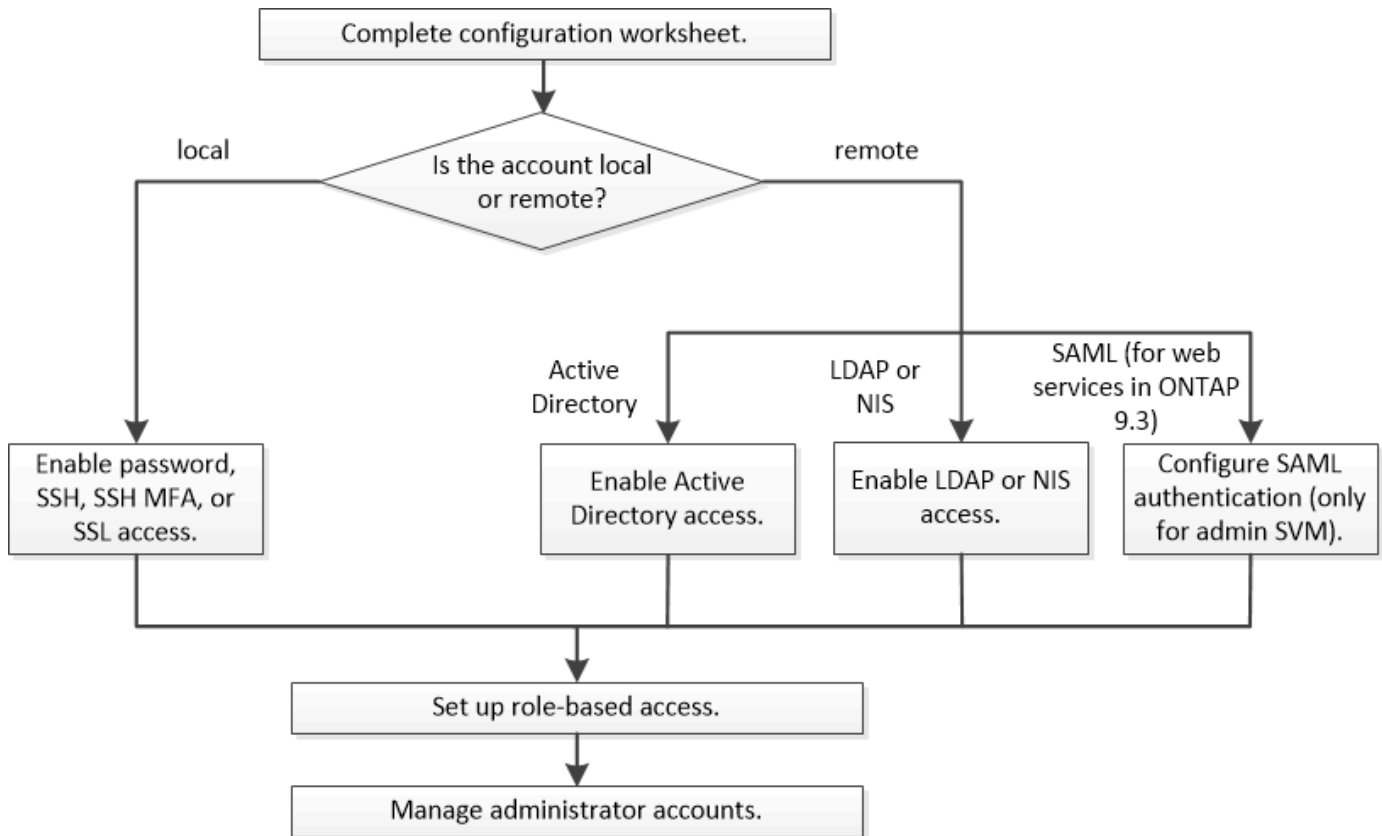 Complete configuration worksheet.
Is the account local
or remote?
local
remote
Active
Directory
LDAP or
NIS
SAML (for web
services in ONTAP
9.3)
Enable password,
SSH, SSH MFA, or
SSL access.
Enable Active
Directory access.
Enable LDAP or NIS
access.
Configure SAML
authentication (only
for admin SVM).
Set up role-based access.
Manage administrator accounts.